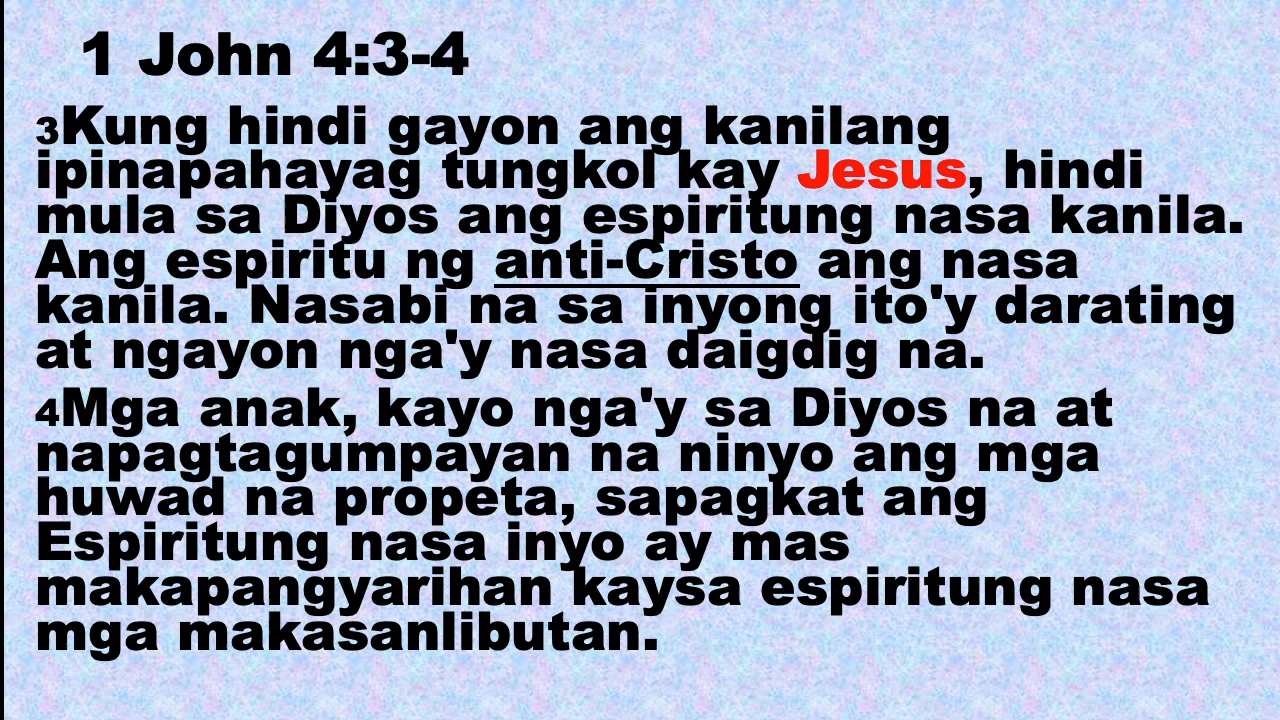 1 John 4:3-4
3Kung hindi gayon ang kanilang
ipinapahayag tungkol kay Jesus, hindi
mula sa Diyos ang espiritung nasa kanila.
Ang espiritu ng anti-Cristo ang nasa
kanila. Nasabi na sa inyong ito'y darating
at ngayon nga'y nasa daigdig na.
4Mga anak, kayo nga'y sa Diyos na at
napagtagumpayan na ninyo ang mga
huwad na propeta, sapagkat ang
Espiritung nasa inyo ay mas
makapangyarihan kaysa espiritung nasa
mga makasanlibutan.